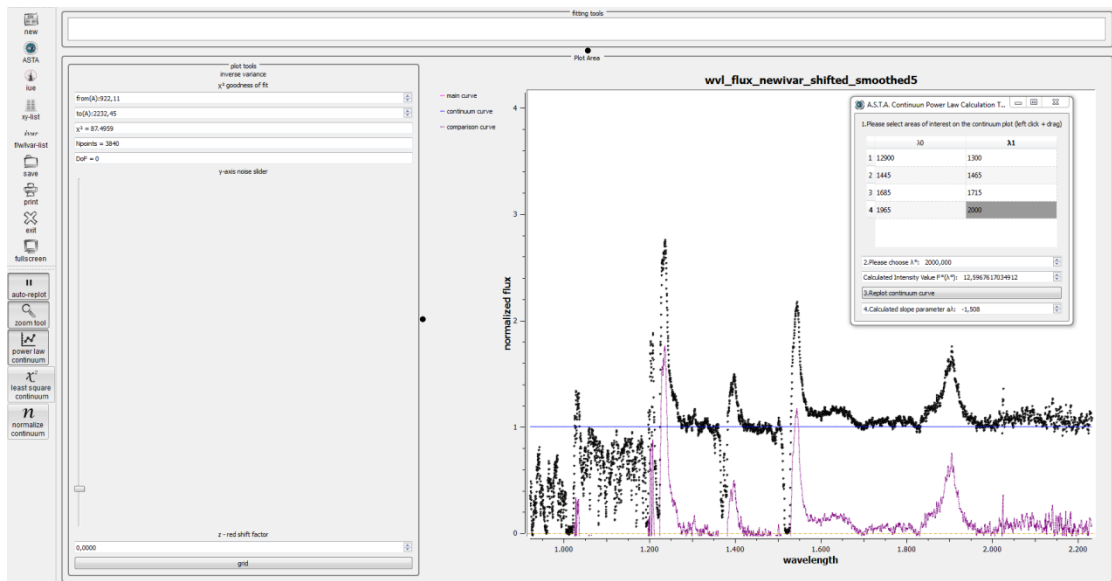 fitting tools
new
ASTA
iue
xy-list
ivar
flwlvar-list
save
print
exit
fullscreen
auto-replot
zoom tool
power law
continuum
χ²
least square
continuum
n
normalize
continuum
Plot Area
plot tools
inverse variance
χ² goodness of fit
from(A):922,11
to(A):2232,45
χ² = 87.4959
Npoints = 3840
DoF = 0
y-axis noise slider
z - red shift factor
0,0000
grid
main curve
continuum curve
comparison curve
wvl_flux_newivar_shifted_smoothed5
normalized flux
4
3
2
1
0
1.000
1.200
1.400
1.600
1.800
2.000
2.200
wavelength
A.S.T.A. Continuun Power Law Calculation T...
1.Please select areas of interest on the continuum plot (left click + drag)
λ0 λ1
1 12900 1300
2 1445 1465
3 1685 1715
4 1965 2000
2.Please choose λ*: 2000,000
Calculated Intensity Value F*(λ*): 12,5967617034912
3.Replot continuum curve
4.Calculated slope parameter aλ: -1,508